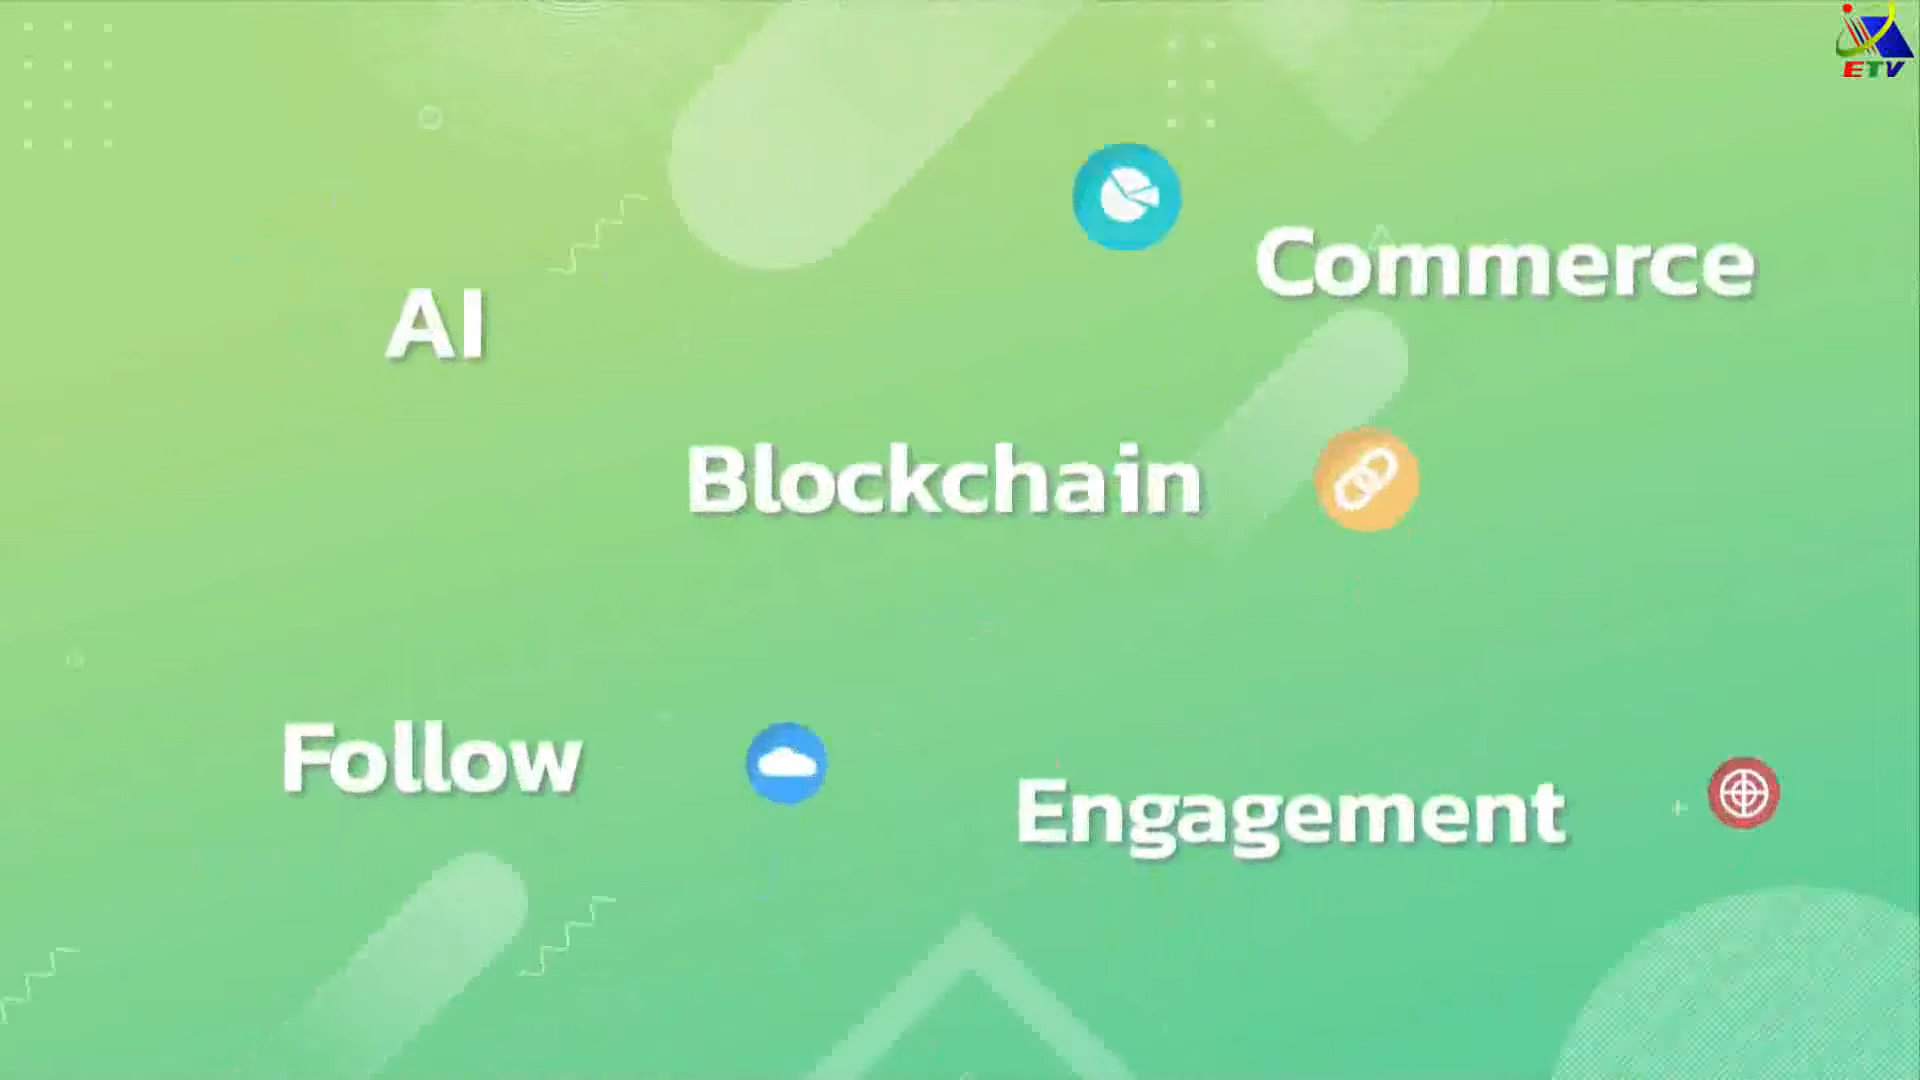 ETV
Commerce
AI
Blockchain
Follow
Engagement